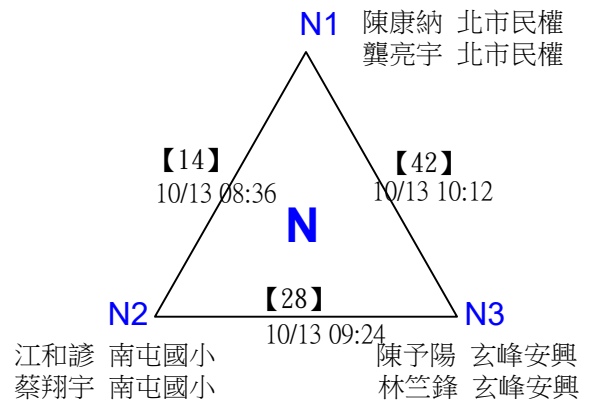 N1 陳康納 北市民權
龔亮宇 北市民權
【14】
10/13 08:36
【42】
10/13 10:12
N
【28】
10/13 09:24
N2
江和諺 南屯國小
蔡翔宇 南屯國小
N3
陳予陽 玄峰安興
林竺鋒 玄峰安興